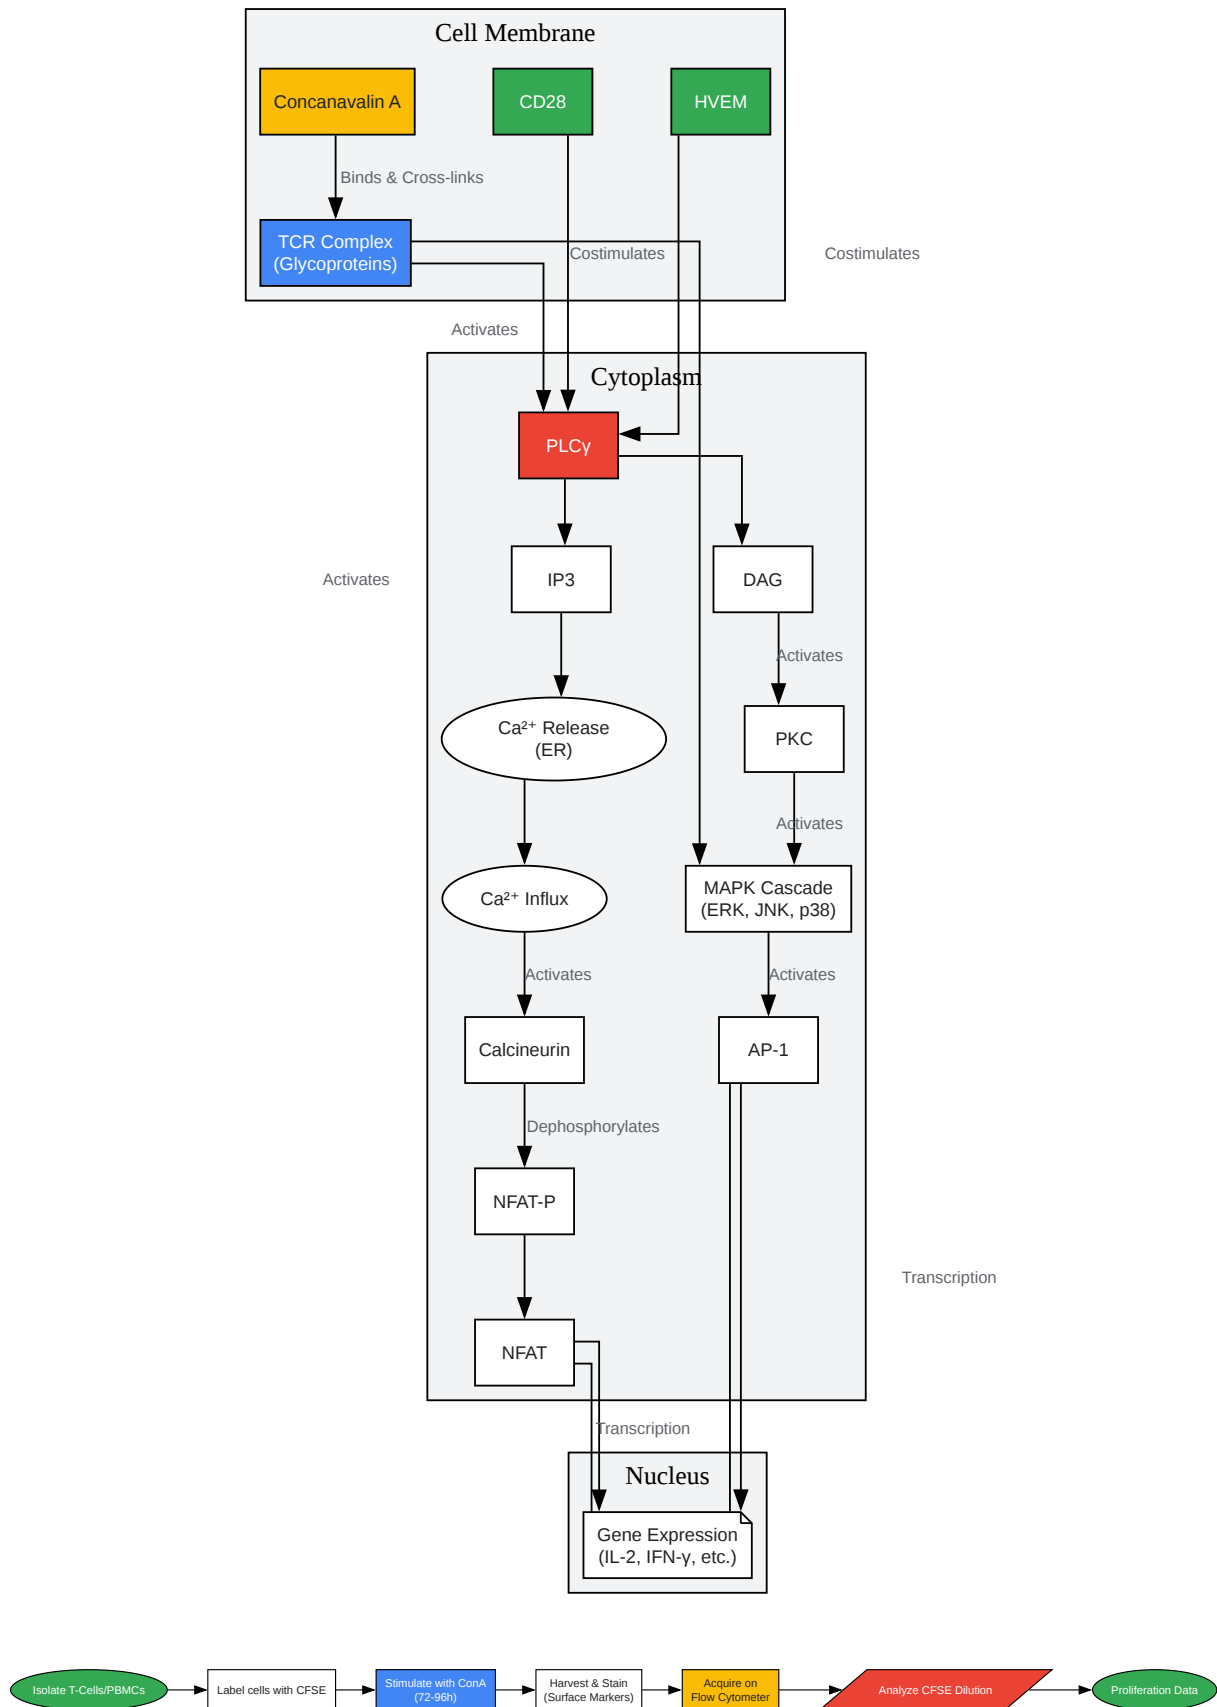 Cell Membrane
Concanavalin A
CD28
HVEM
Binds & Cross-links
TCR Complex
(Glycoproteins)
Costimulates
Costimulates
Activates
Cytoplasm
PLCγ
IP3
DAG
Activates
Activates
Ca²⁺ Release
(ER)
PKC
Activates
Ca²⁺ Influx
MAPK Cascade
(ERK, JNK, p38)
Activates
Activates
Calcineurin
AP-1
Dephosphorylates
NFAT-P
Transcription
NFAT
Transcription
Nucleus
Gene Expression
(IL-2, IFN-γ, etc.)
Isolate T-Cells/PBMCs
Label cells with CFSE
Stimulate with ConA
(72-96h)
Harvest & Stain
(Surface Markers)
Acquire on
Flow Cytometer
Analyze CFSE Dilution
Proliferation Data